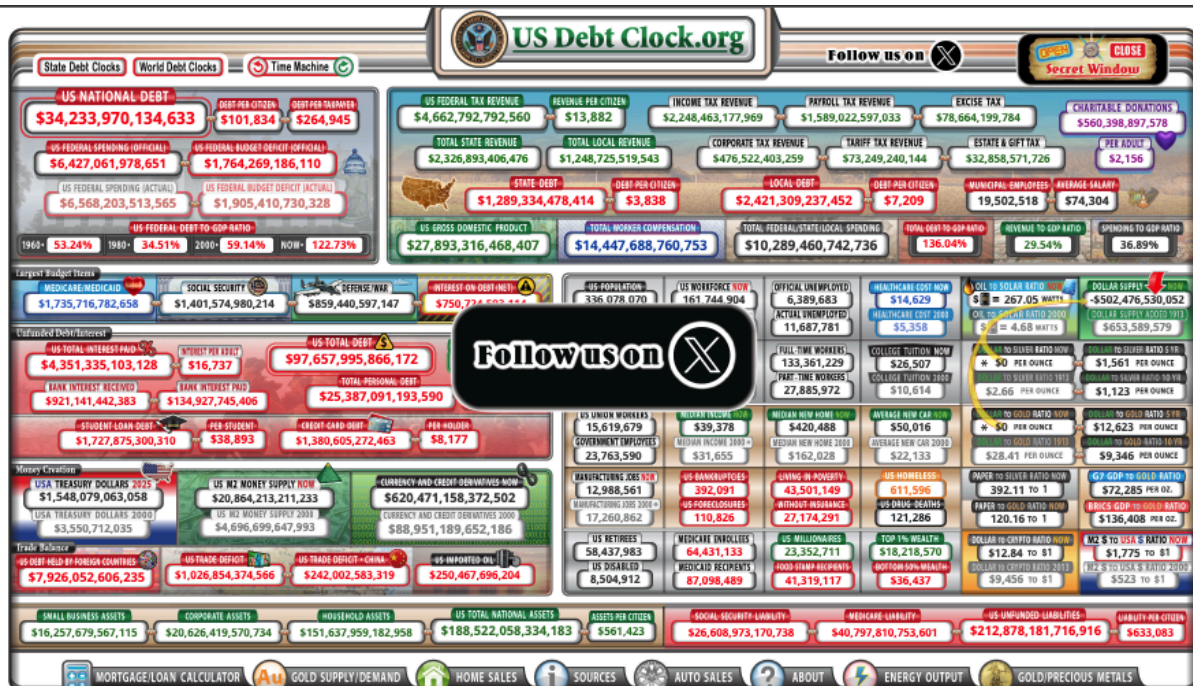 US Debt Clock.org
State Debt Clocks World Debt Clocks Time Machine
Follow us on X
OPEN CLOSE
Secret Window
US NATIONAL DEBT
$34,233,970,134,633
DEBT PER CITIZEN
$101,834
DEBT PER TAXPAYER
$264,945
US FEDERAL SPENDING (OFFICIAL)
$6,427,061,978,651
US FEDERAL BUDGET DEFICIT (OFFICIAL)
$1,764,269,186,110
US FEDERAL SPENDING (ACTUAL)
$6,568,203,513,565
US FEDERAL BUDGET DEFICIT (ACTUAL)
$1,905,410,730,328
US FEDERAL DEBT TO GDP RATIO
1960• 53.24% 1980• 34.51% 2000• 59.14% NOW• 122.73%
US FEDERAL TAX REVENUE
$4,662,792,792,560
REVENUE PER CITIZEN
$13,882
INCOME TAX REVENUE
$2,248,463,177,969
PAYROLL TAX REVENUE
$1,589,022,597,033
EXCISE TAX
$78,664,199,784
CHARITABLE DONATIONS
$560,398,897,578
TOTAL STATE REVENUE
$2,326,893,406,476
TOTAL LOCAL REVENUE
$1,248,725,519,543
CORPORATE TAX REVENUE
$476,522,403,259
TARIFF TAX REVENUE
$73,249,240,144
ESTATE & GIFT TAX
$32,858,571,726
PER ADULT
$2,156
STATE DEBT
$1,289,334,478,414
DEBT PER CITIZEN
$3,838
LOCAL DEBT
$2,421,309,237,452
DEBT PER CITIZEN
$7,209
MUNICIPAL EMPLOYEES
19,502,518
AVERAGE SALARY
$74,304
US GROSS DOMESTIC PRODUCT
$27,893,316,468,407
TOTAL WORKER COMPENSATION
$14,447,688,760,753
TOTAL FEDERAL/STATE/LOCAL SPENDING
$10,289,460,742,736
TOTAL DEBT TO GDP RATIO
136.04%
REVENUE TO GDP RATIO
29.54%
SPENDING TO GDP RATIO
36.89%
Largest Budget Items
MEDICARE/MEDICAID
$1,735,716,782,658
SOCIAL SECURITY
$1,401,574,980,214
DEFENSE/WAR
$859,440,597,147
INTEREST ON DEBT (NET)
Unfunded Debt/Interest
US TOTAL INTEREST PAID
$4,351,335,103,128
INTEREST PER ADULT
$16,737
US TOTAL DEBT
$97,657,995,866,172
BANK INTEREST RECEIVED
$921,141,442,383
BANK INTEREST PAID
$134,927,745,406
TOTAL PERSONAL DEBT
$25,387,091,193,590
STUDENT LOAN DEBT
$1,727,875,300,310
PER STUDENT
$38,893
CREDIT CARD DEBT
$1,380,605,272,463
PER HOLDER
$8,177
Money Creation
USA TREASURY DOLLARS 2025
$1,548,079,063,058
USA TREASURY DOLLARS 2000
$3,550,712,035
US M2 MONEY SUPPLY NOW
$20,864,213,211,233
US M2 MONEY SUPPLY 2000
$4,696,699,647,993
CURRENCY AND CREDIT DERIVATIVES NOW
$620,471,158,372,502
CURRENCY AND CREDIT DERIVATIVES 2000
$88,951,189,652,186
Trade Balance
US DEBT HELD BY FOREIGN COUNTRIES
$7,926,052,606,235
US TRADE DEFICIT
$1,026,854,374,566
US TRADE DEFICIT • CHINA
$242,002,583,319
US IMPORTED OIL
$250,467,696,204
Follow us on X
US POPULATION
336,078,070
US WORKFORCE NOW
161,744,904
OFFICIAL UNEMPLOYED
6,389,683
ACTUAL UNEMPLOYED
11,687,781
HEALTHCARE COST NOW
$14,629
HEALTHCARE COST 2000
$5,358
OIL TO SOLAR RATIO NOW
$ = 267.05 WATTS
OIL TO SOLAR RATIO 2000
$ = 4.68 WATTS
DOLLAR SUPPLY
-$502,476,530,052
DOLLAR SUPPLY ADDED 1913
$653,589,579
FULL-TIME WORKERS
133,361,229
PART-TIME WORKERS
27,885,972
COLLEGE TUITION NOW
$26,507
COLLEGE TUITION 2000
$10,614
DOLLAR TO SILVER RATIO NOW
* $0 PER OUNCE
DOLLAR TO SILVER RATIO 1913
$2.66 PER OUNCE
DOLLAR TO SILVER RATIO 5 YR
$1,561 PER OUNCE
DOLLAR TO SILVER RATIO 10 YR
$1,123 PER OUNCE
US UNION WORKERS
15,619,679
GOVERNMENT EMPLOYEES
23,763,590
MEDIAN INCOME NOW
$39,378
MEDIAN INCOME 2000
$31,655
MEDIAN NEW HOME NOW
$420,488
MEDIAN NEW HOME 2000
$162,028
AVERAGE NEW CAR NOW
$50,016
AVERAGE NEW CAR 2000
$22,133
DOLLAR TO GOLD RATIO NOW
* $0 PER OUNCE
DOLLAR TO GOLD RATIO 1913
$28.41 PER OUNCE
DOLLAR TO GOLD RATIO 5 YR
$12,623 PER OUNCE
DOLLAR TO GOLD RATIO 10 YR
$9,346 PER OUNCE
MANUFACTURING JOBS NOW
12,988,561
MANUFACTURING JOBS 2000
17,260,862
US BANKRUPTCIES
392,091
US FORECLOSURES
110,826
LIVING IN POVERTY
43,501,149
WITHOUT INSURANCE
27,174,291
US HOMELESS
611,596
US DRUG DEATHS
121,286
PAPER TO SILVER RATIO NOW
392.11 TO 1
PAPER TO GOLD RATIO NOW
120.16 TO 1
G7 GDP TO GOLD RATIO
$72,285 PER OZ.
BRICS GDP TO GOLD RATIO
$136,408 PER OZ.
US RETIREES
58,437,983
US DISABLED
8,504,912
MEDICARE ENROLLEES
64,431,133
MEDICAID RECIPIENTS
87,098,489
US MILLIONAIRES
23,352,711
FOOD STAMP RECIPIENTS
41,319,117
TOP 1% WEALTH
$18,218,570
BOTTOM 50% WEALTH
$36,437
DOLLAR TO CRYPTO RATIO NOW
$12.84 TO $1
DOLLAR TO CRYPTO RATIO 2013
$9,456 TO $1
M2 $ TO USA $ RATIO NOW
$1,775 TO $1
M2 $ TO USA $ RATIO 2000
$523 TO $1
SMALL BUSINESS ASSETS
$16,257,679,567,115
CORPORATE ASSETS
$20,626,419,570,734
HOUSEHOLD ASSETS
$151,637,959,182,958
US TOTAL NATIONAL ASSETS
$188,522,058,334,183
ASSETS PER CITIZEN
$561,423
SOCIAL SECURITY LIABILITY
$26,608,973,170,738
MEDICARE LIABILITY
$40,797,810,753,601
US UNFUNDED LIABILITIES
$212,878,181,716,916
LIABILITY PER CITIZEN
$633,083
MORTGAGE/LOAN CALCULATOR Au GOLD SUPPLY/DEMAND HOME SALES SOURCES AUTO SALES ABOUT ENERGY OUTPUT GOLD/PRECIOUS METALS